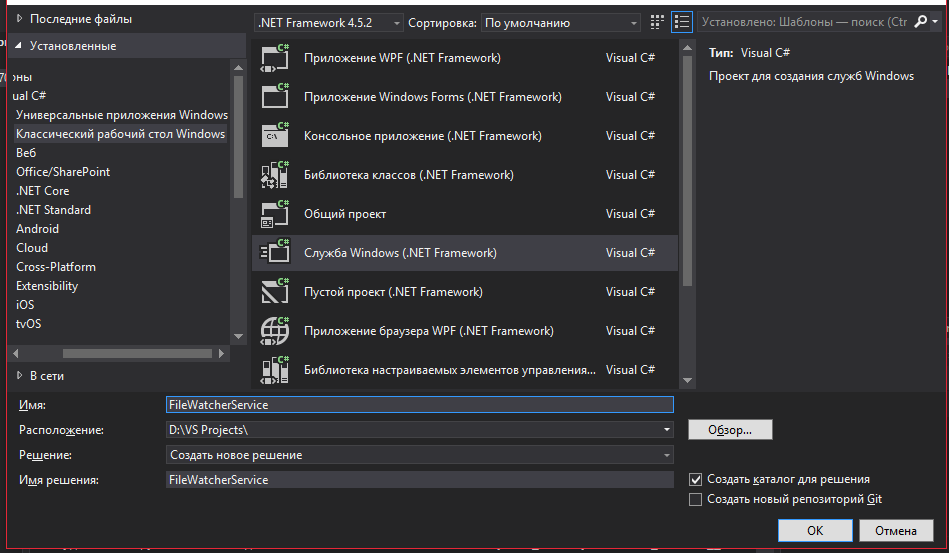 Последние файлы
.NET Framework 4.5.2
Сортировка: По умолчанию
Установлено: Шаблоны — поиск (Ctr
Установленные
оны
ual C#
Универсальные приложения Windows
Классический рабочий стол Windows
Веб
Office/SharePoint
.NET Core
.NET Standard
Android
Cloud
Cross-Platform
Extensibility
iOS
tvOS
В сети
Приложение WPF (.NET Framework) Visual C#
Приложение Windows Forms (.NET Framework) Visual C#
Консольное приложение (.NET Framework) Visual C#
Библиотека классов (.NET Framework) Visual C#
Общий проект Visual C#
Служба Windows (.NET Framework) Visual C#
Пустой проект (.NET Framework) Visual C#
Приложение браузера WPF (.NET Framework) Visual C#
Библиотека настраиваемых элементов управления... Visual C#
Тип: Visual C#
Проект для создания служб Windows
Имя: FileWatcherService
Расположение: D:\VS Projects\
Обзор...
Решение: Создать новое решение
Имя решения: FileWatcherService
Создать каталог для решения
Создать новый репозиторий Git
OK
Отмена